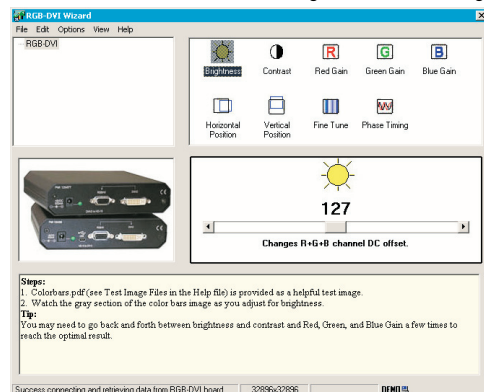 RGB-DVI Wizard
File Edit Options View Help
RGB-DVI
Brightness Contrast Red Gain Green Gain Blue Gain
R G B
Horizontal Position
Vertical Position
Fine Tune Phase Timing
127
Changes R+G+B channel DC offset.
Steps:
1. Colorbars.pdf (see Test Image Files in the Help file) is provided as a helpful test image.
2. Watch the gray section of the color bars image as you adjust for brightness.
Tip:
You may need to go back and forth between brightness and contrast and Red, Green, and Blue Gain a few times to
reach the optimal result.
Success connecting and retrieving data from RGB-DVI board 32896x32896 DEMO